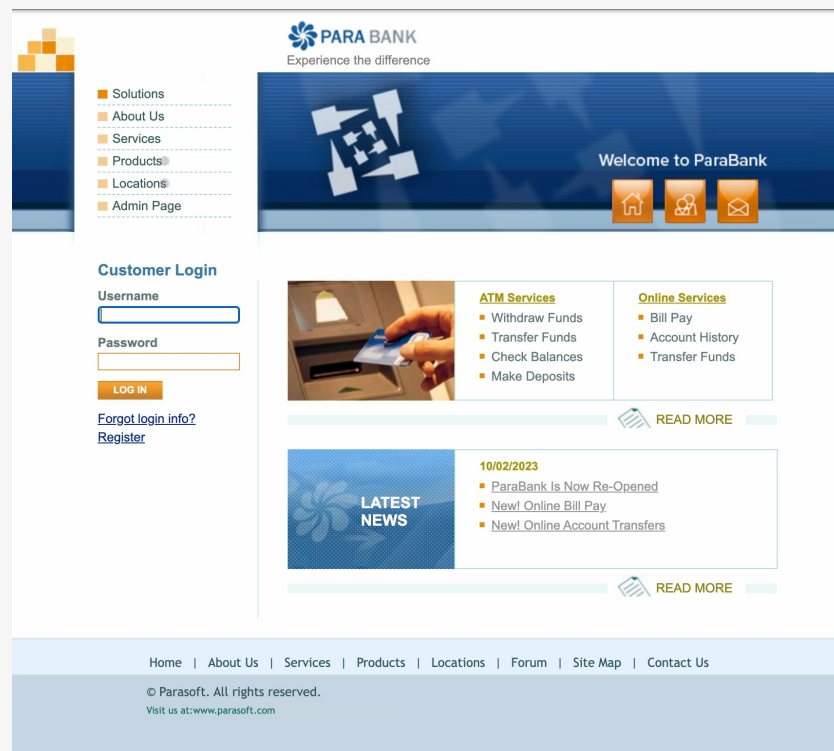 PARA BANK
Experience the difference
Solutions
About Us
Services
Products
Locations
Admin Page
Welcome to ParaBank
Customer Login
Username
Password
LOG IN
Forgot login info?
Register
ATM Services
Withdraw Funds
Transfer Funds
Check Balances
Make Deposits
Online Services
Bill Pay
Account History
Transfer Funds
READ MORE
LATEST
NEWS
10/02/2023
ParaBank Is Now Re-Opened
New! Online Bill Pay
New! Online Account Transfers
READ MORE
Home | About Us | Services | Products | Locations | Forum | Site Map | Contact Us
© Parasoft. All rights reserved.
Visit us at:www.parasoft.com